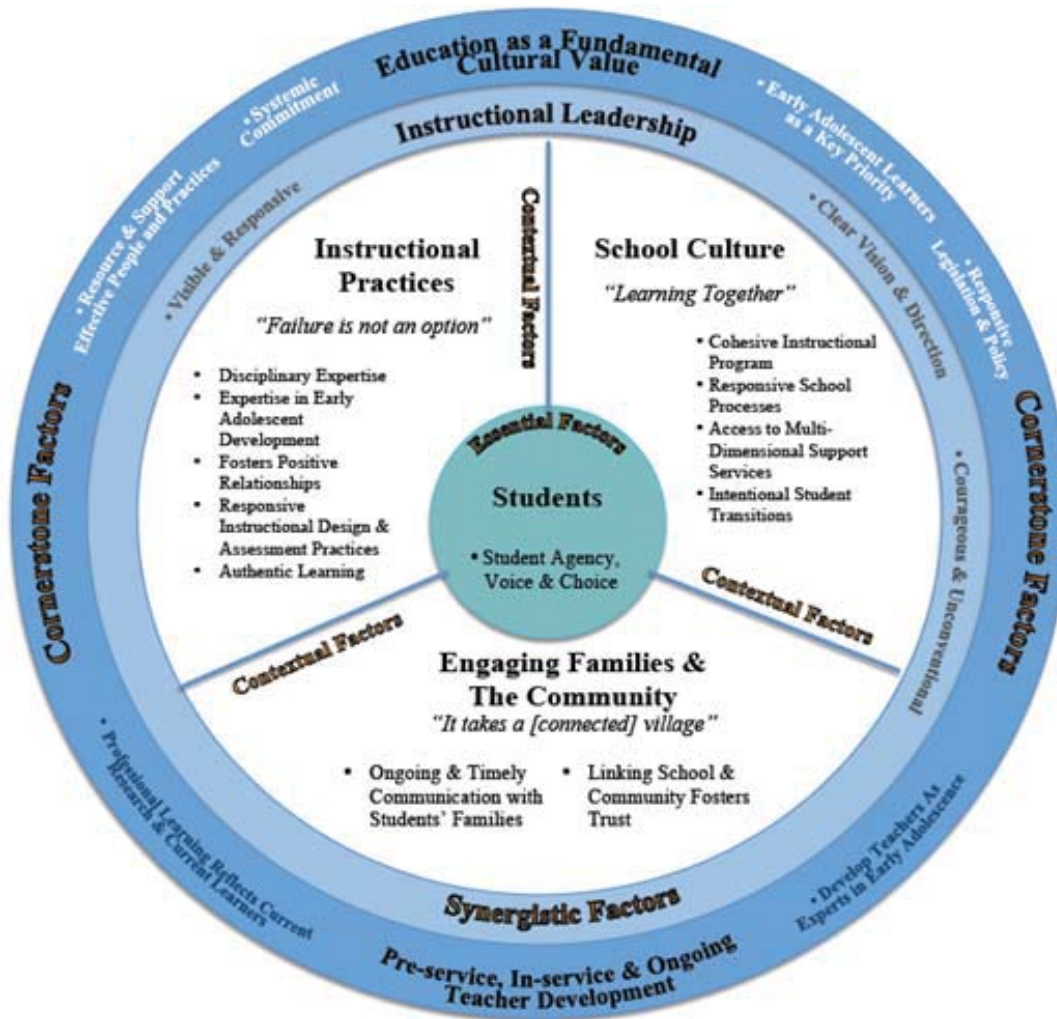 Education as a Fundamental
Cultural Value
• Systemic
Commitment
• Resource & Support
Effective People and Practices
• Early Adolescent Learners
as a Key Priority
• Responsive
Legislation & Policy
Cornerstone Factors
Cornerstone Factors
Instructional Leadership
• Visible & Responsive
• Clear Vision & Direction
• Courageous & Unconventional
Contextual Factors
Instructional
Practices
"Failure is not an option"
• Disciplinary Expertise
• Expertise in Early
Adolescent
Development
• Fosters Positive
Relationships
• Responsive
Instructional Design &
Assessment Practices
• Authentic Learning
School Culture
"Learning Together"
• Cohesive Instructional
Program
• Responsive School
Processes
• Access to Multi-
Dimensional Support
Services
• Intentional Student
Transitions
Essential Factors
Students
• Student Agency,
Voice & Choice
Contextual Factors
Contextual Factors
Engaging Families &
The Community
"It takes a [connected] village"
• Ongoing & Timely
Communication with
Students' Families
• Linking School &
Community Fosters
Trust
Synergistic Factors
• Professional Learning Reflects Current
Research & Current Learners
• Develop Teachers As
Experts in Early Adolescence
Pre-service, In-service & Ongoing
Teacher Development